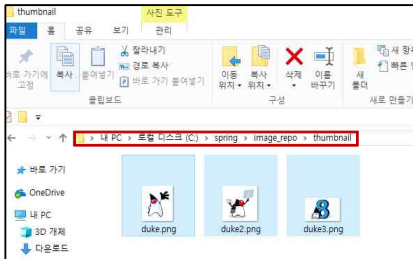 thumbnail
사진 도구
파일 홈 공유 보기 관리
바로 가기에 고정
복사
붙여넣기
잘라내기
경로 복사
바로 가기 붙여넣기
클립보드
이동 위치
복사 위치
삭제
이름 바꾸기
구성
새 폴더
새 항
빠른
새로 만들기
내 PC > 로컬 디스크 (C:) > spring > image_repo > thumbnail
바로 가기
OneDrive
내 PC
3D 개체
다운로드
duke.png duke2.png duke3.png